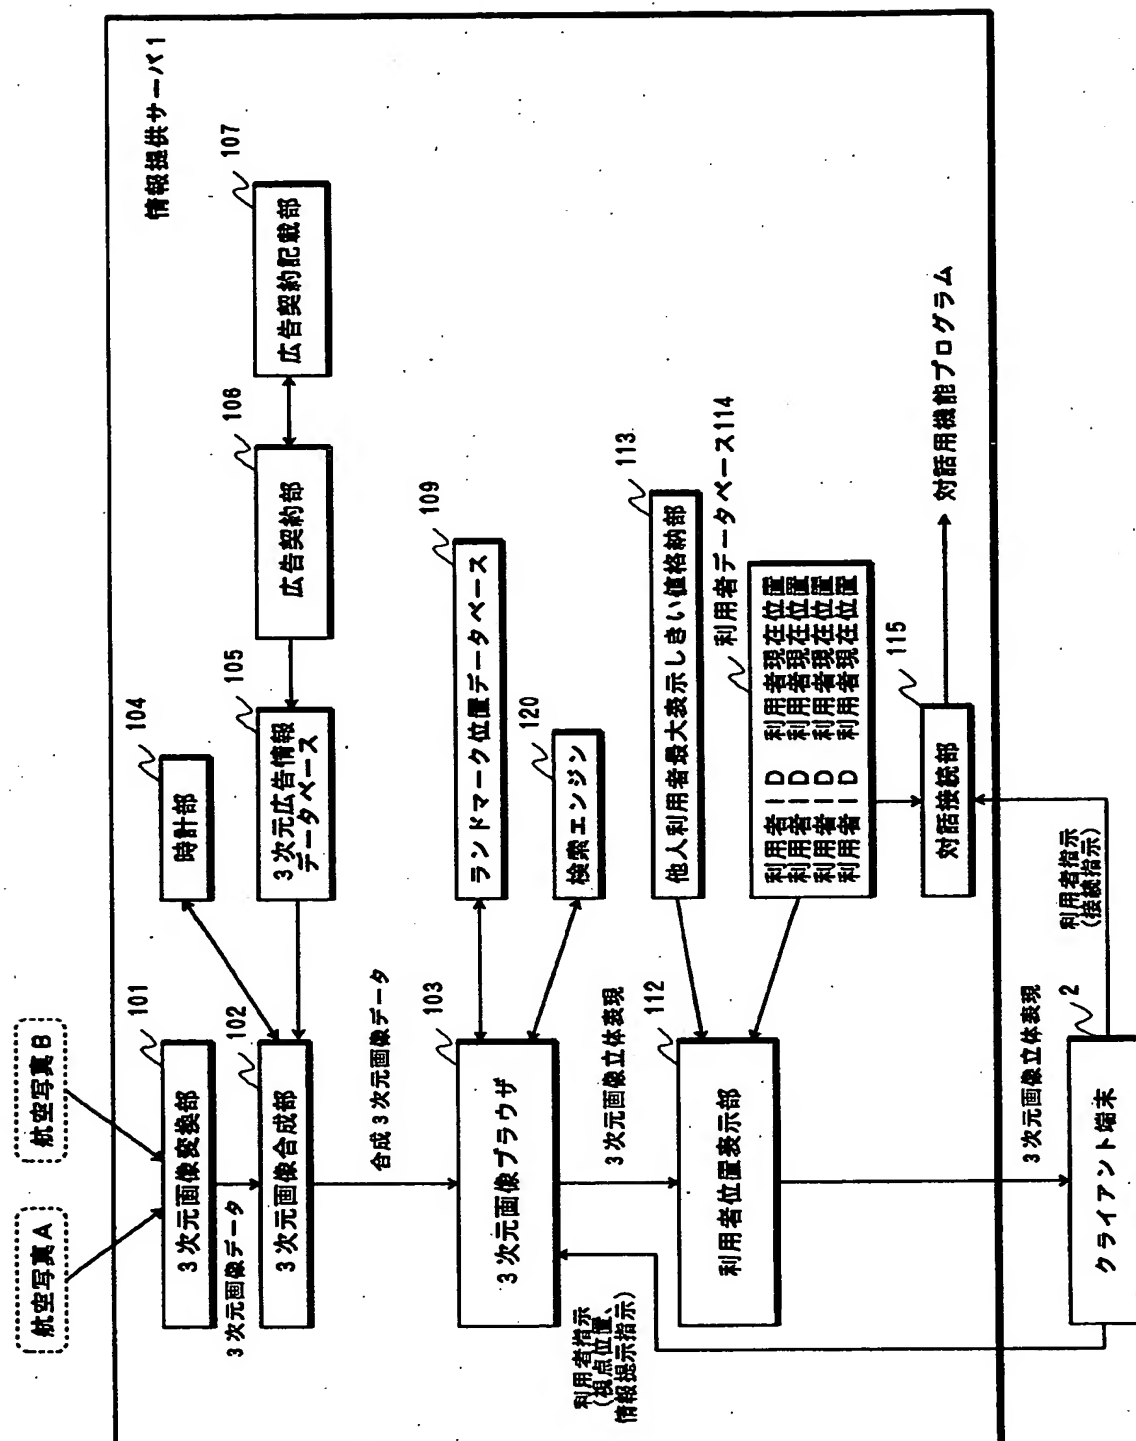 情報提供サーバ1
航空写真A
航空写真B
101
3次元画像変換部
104
時計部
3次元画像データ
102
3次元画像合成部
105
3次元広告情報
データベース
106
広告契約部
107
広告契約記載部
合成3次元画像データ
103
3次元画像ブラウザ
109
ランドマーク位置データベース
120
検索エンジン
利用者指示
(視点位置、
情報提示指示)
3次元画像立体表現
112
利用者位置表示部
113
他人利用者最大表示しきい値格納部
利用者データベース114
利用者ID 利用者現在位置
利用者ID 利用者現在位置
利用者ID 利用者現在位置
利用者ID 利用者現在位置
115
対話接続部
対話用機能プログラム
3次元画像立体表現
利用者指示
(接続指示)
2
クライアント端末